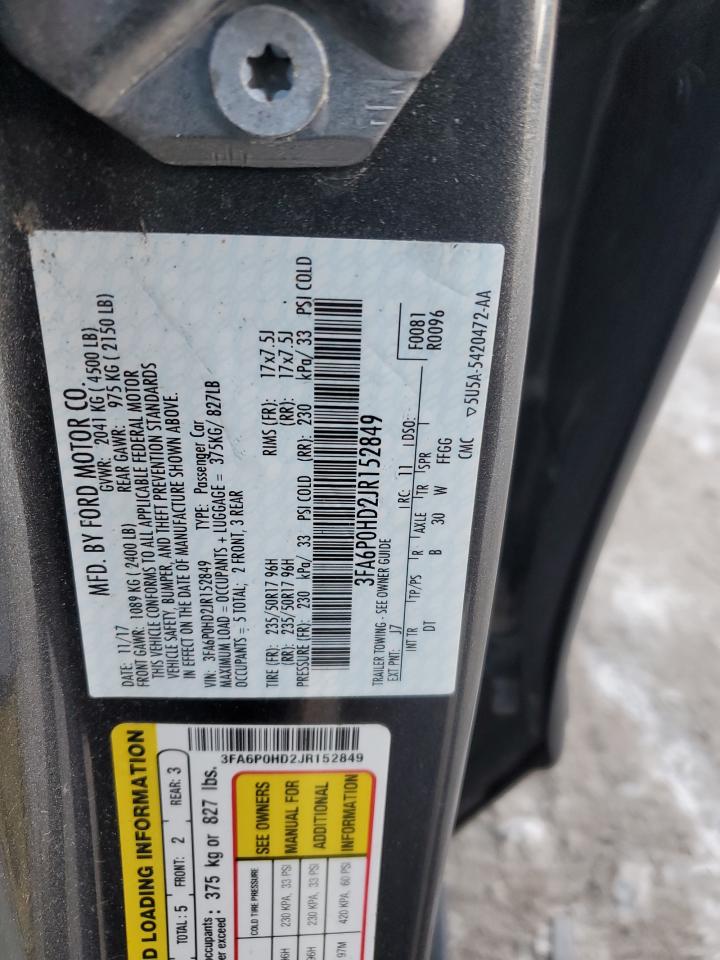 MFD. BY FORD MOTOR CO.
DATE: 11/17 GVWR: 2041 KG ( 4500 LB)
FRONT GAWR: 1089 KG ( 2400 LB) REAR GAWR: 975 KG ( 2150 LB)
THIS VEHICLE CONFORMS TO ALL APPLICABLE FEDERAL MOTOR
VEHICLE SAFETY, BUMPER, AND THEFT PREVENTION STANDARDS
IN EFFECT ON THE DATE OF MANUFACTURE SHOWN ABOVE.
VIN: 3FA6P0HD2JR152849 TYPE: Passenger Car
MAXIMUM LOAD = OCCUPANTS + LUGGAGE = 375KG/ 827LB
OCCUPANTS = 5 TOTAL; 2 FRONT, 3 REAR
TIRE (FR): 235/50R17 96H RIMS (FR): 17x7.5J
(RR): 235/50R17 96H (RR): 17x7.5J
PRESSURE (FR): 230 kPa/ 33 PSI COLD (RR): 230 kPa/ 33 PSI COLD
3FA6P0HD2JR152849
TRAILER TOWING - SEE OWNER GUIDE F0081
EXT PNT: J7 RC: 11 DSO: R0096
INT TR TP/PS R AXLE TR SPR
DT B 30 W FFGG
CMC ▽5U5A-5420472-AA
3FA6P0HD2JR152849
D LOADING INFORMATION
TOTAL: 5 FRONT: 2 REAR: 3
occupants : 375 kg or 827 lbs.
er exceed :
COLD TIRE PRESSURE SEE OWNERS
96H 230 KPA, 33 PSI MANUAL FOR
96H 230 KPA, 33 PSI ADDITIONAL
97M 420 KPA, 60 PSI INFORMATION